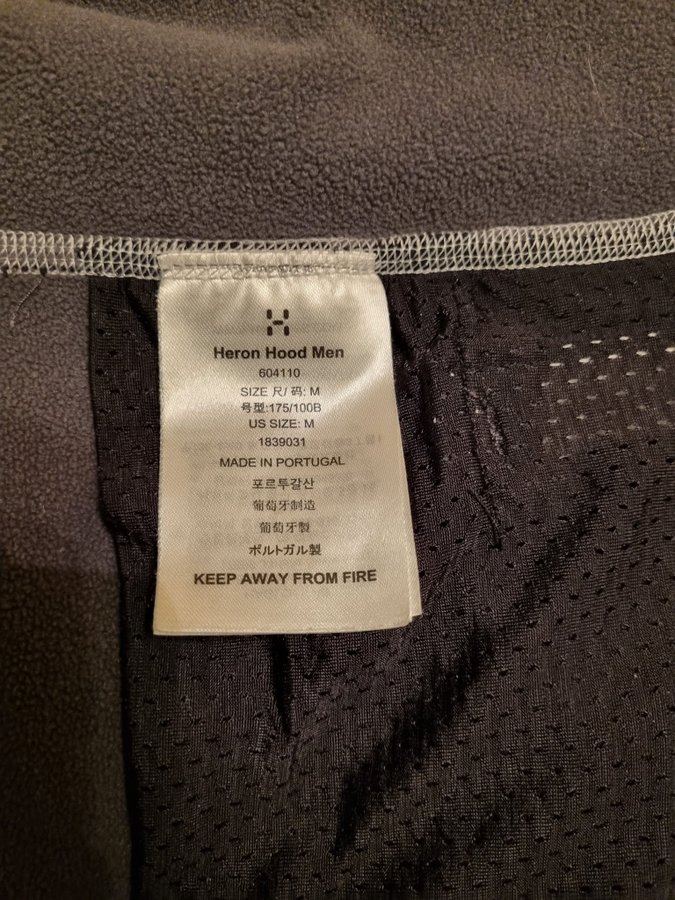 Heron Hood Men
604110
SIZE 尺/ 码: M
号型:175/100B
US SIZE: M
1839031
MADE IN PORTUGAL
포르투갈산
葡萄牙制造
葡萄牙製
ポルトガル製
KEEP AWAY FROM FIRE